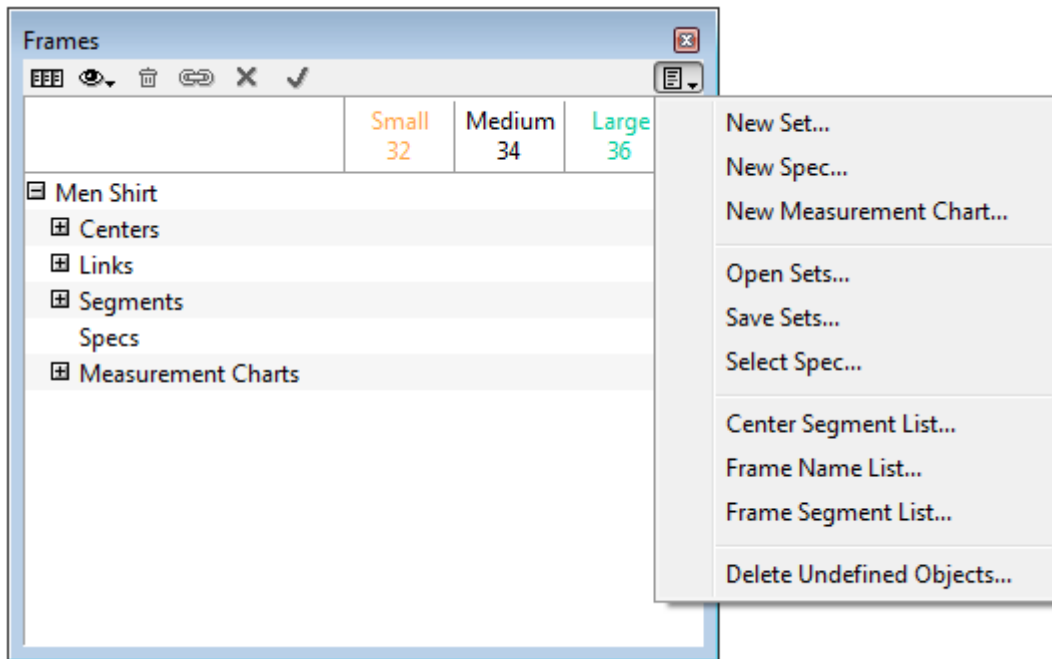 Frames
Small Medium Large
32 34 36
Men Shirt
Centers
Links
Segments
Specs
Measurement Charts
New Set...
New Spec...
New Measurement Chart...
Open Sets...
Save Sets...
Select Spec...
Center Segment List...
Frame Name List...
Frame Segment List...
Delete Undefined Objects...